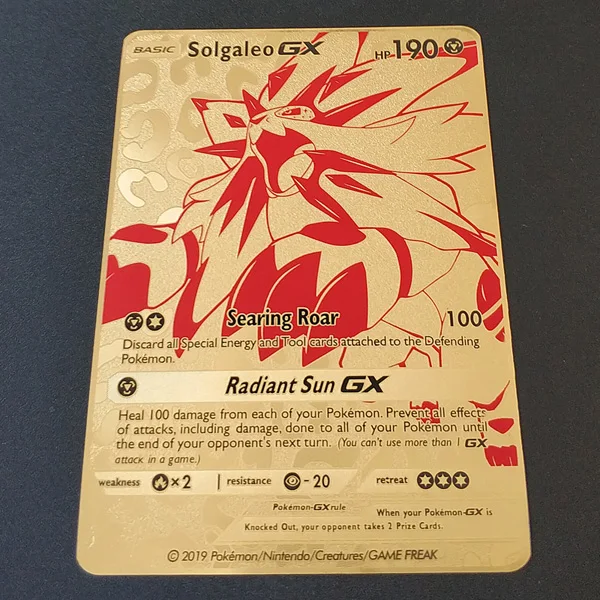 BASIC Solgaleo GX HP 190
Searing Roar 100
Discard all Special Energy and Tool cards attached to the Defending
Pokémon.
Radiant Sun GX
Heal 100 damage from each of your Pokémon. Prevent all effects
of attacks, including damage, done to all of your Pokémon until
the end of your opponent's next turn. (You can't use more than 1 GX
attack in a game.)
weakness ×2 resistance -20 retreat
Pokémon-GX rule When your Pokémon-GX is
Knocked Out, your opponent takes 2 Prize Cards.
© 2019 Pokémon/Nintendo/Creatures/GAME FREAK